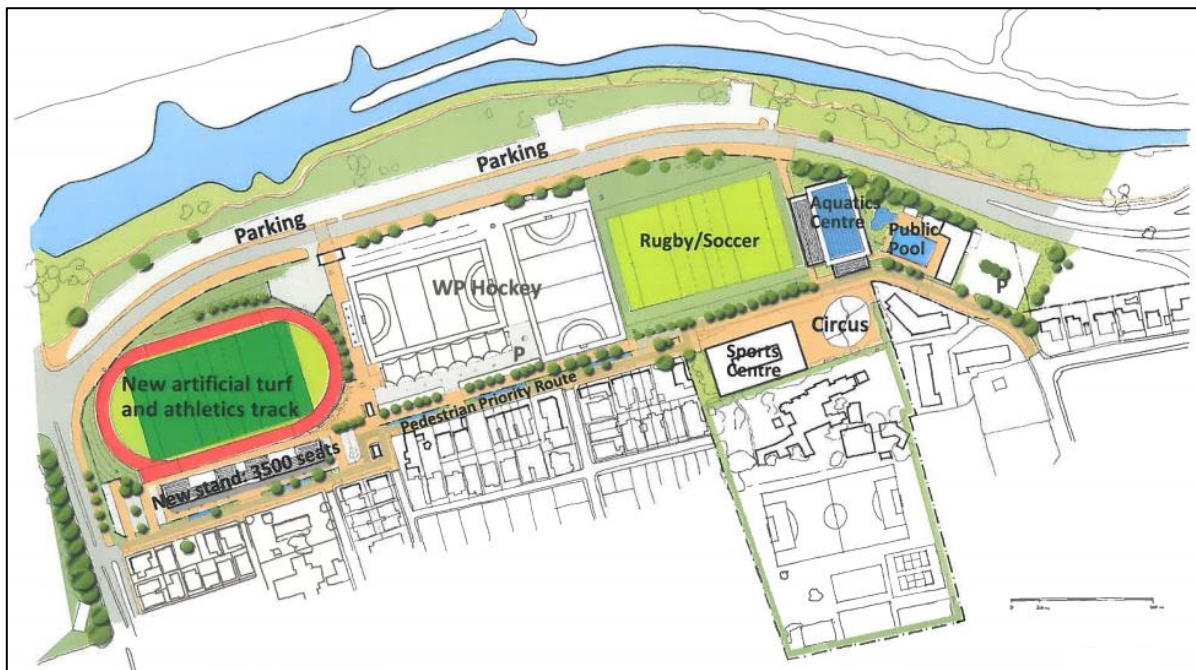 Parking
Parking
Rugby/Soccer
Aquatics
Centre
Public
Pool
P
WP Hockey
Circus
P
Sports
Centre
New artificial turf
and athletics track
Pedestrian Priority Route
New stand: 3500 seats